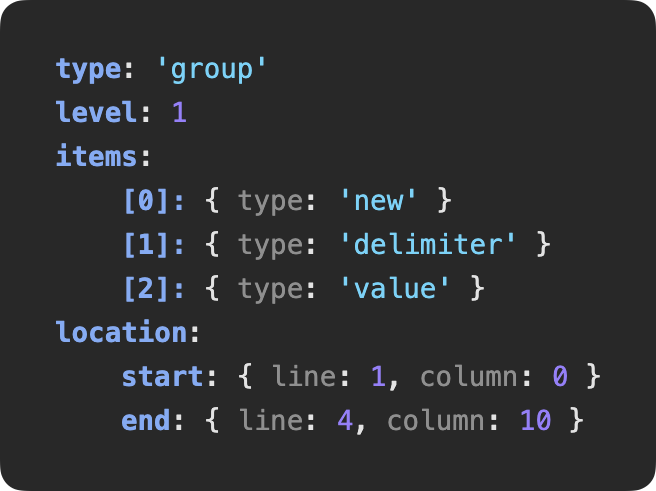 type: 'group'
level: 1
items:
[0]: { type: 'new' }
[1]: { type: 'delimiter' }
[2]: { type: 'value' }
location:
start: { line: 1, column: 0 }
end: { line: 4, column: 10 }